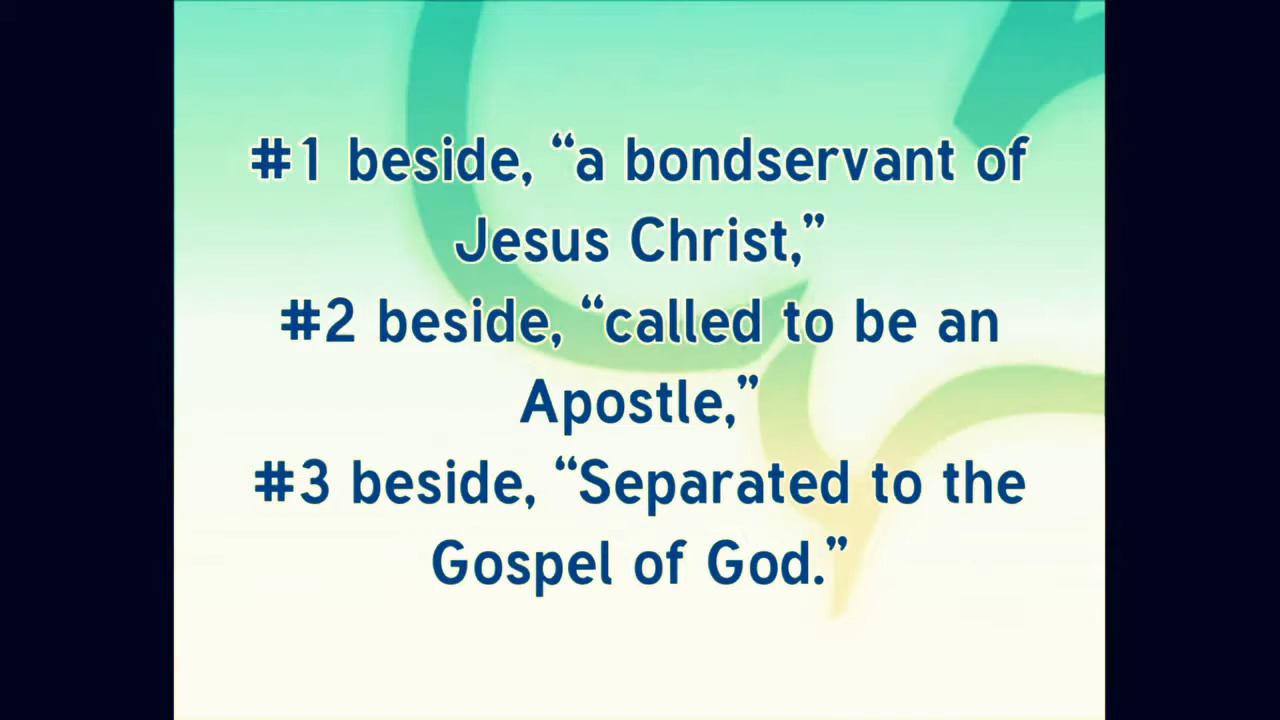 #1 beside, “a bondservant of
Jesus Christ,”
#2 beside, “called to be an
Apostle,”
#3 beside, “Separated to the
Gospel of God.”